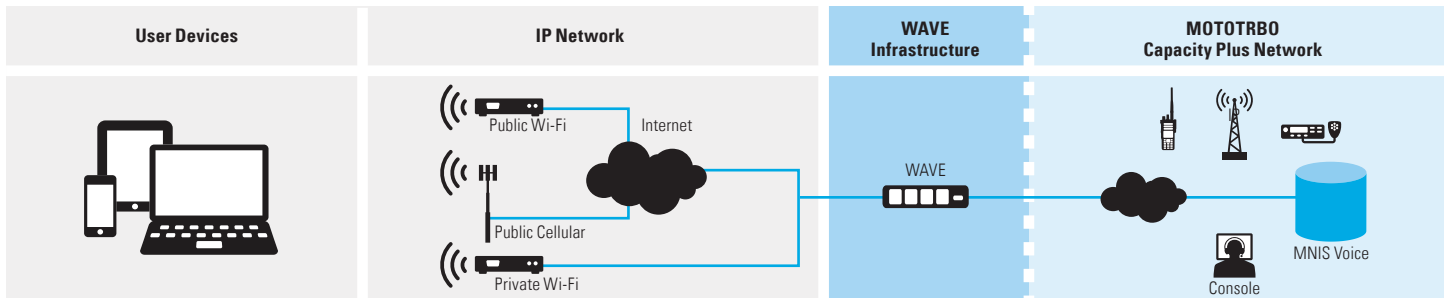 User Devices
IP Network
WAVE
Infrastructure
MOTOTRBO
Capacity Plus Network
Public Wi-Fi
Internet
Public Cellular
Private Wi-Fi
WAVE
MNIS Voice
Console